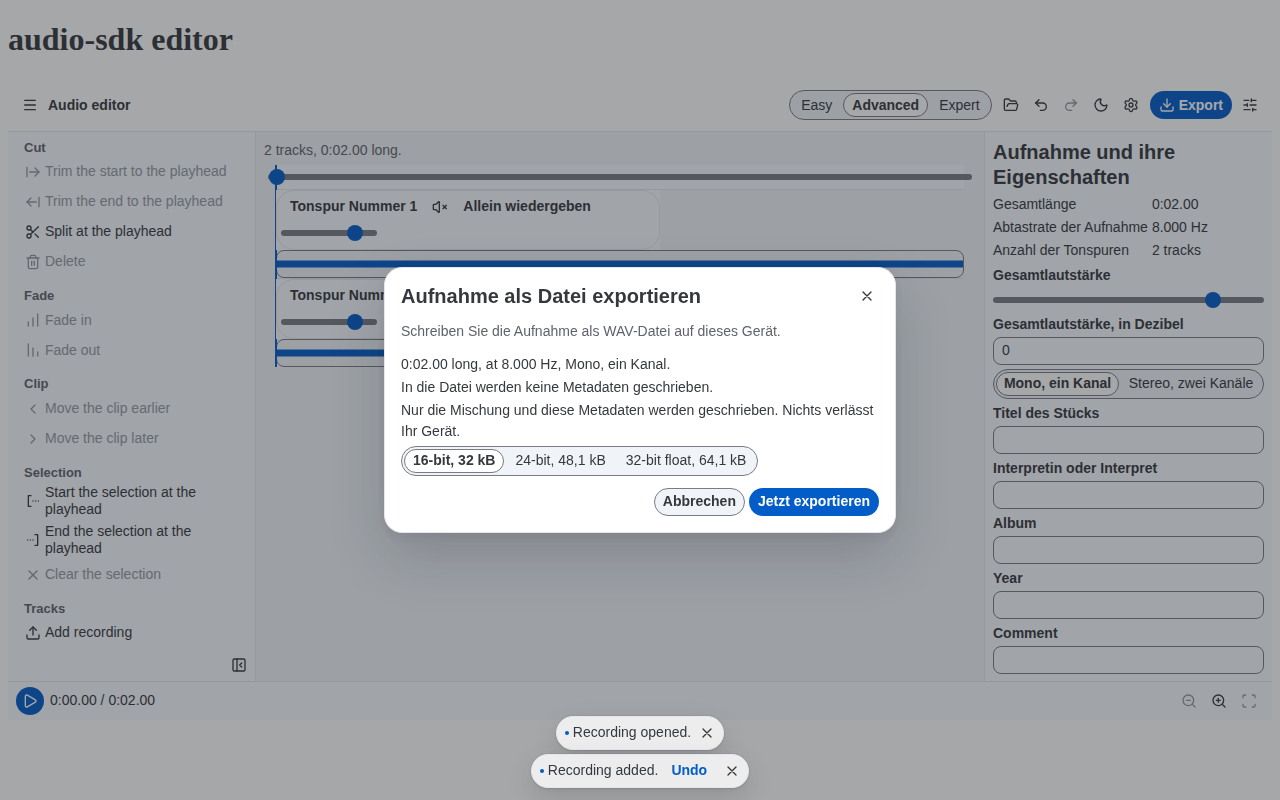 audio-sdk editor
Audio editor
Easy Advanced Expert Export
Cut
Trim the start to the playhead
Trim the end to the playhead
Split at the playhead
Delete
Fade
Fade in
Fade out
Clip
Move the clip earlier
Move the clip later
Selection
Start the selection at the
playhead
End the selection at the
playhead
Clear the selection
Tracks
Add recording
2 tracks, 0:02.00 long.
Tonspur Nummer 1 Allein wiedergeben
Aufnahme als Datei exportieren
Schreiben Sie die Aufnahme als WAV-Datei auf dieses Gerät.
0:02.00 long, at 8.000 Hz, Mono, ein Kanal.
In die Datei werden keine Metadaten geschrieben.
Nur die Mischung und diese Metadaten werden geschrieben. Nichts verlässt
Ihr Gerät.
16-bit, 32 kB 24-bit, 48,1 kB 32-bit float, 64,1 kB
Abbrechen Jetzt exportieren
Aufnahme und ihre
Eigenschaften
Gesamtlänge 0:02.00
Abtastrate der Aufnahme 8.000 Hz
Anzahl der Tonspuren 2 tracks
Gesamtlautstärke
Gesamtlautstärke, in Dezibel
0
Mono, ein Kanal Stereo, zwei Kanäle
Titel des Stücks
Interpretin oder Interpret
Album
Year
Comment
0:00.00 / 0:02.00
Recording opened.
Recording added. Undo